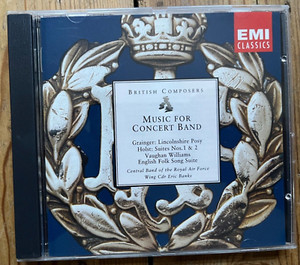 EMI
CLASSICS
BRITISH COMPOSERS
MUSIC FOR
CONCERT BAND
Grainger: Lincolnshire Posy
Holst: Suites Nos. 1 & 2
Vaughan Williams
English Folk Song Suite
Central Band of the Royal Air Force
Wing Cdr Eric Banks